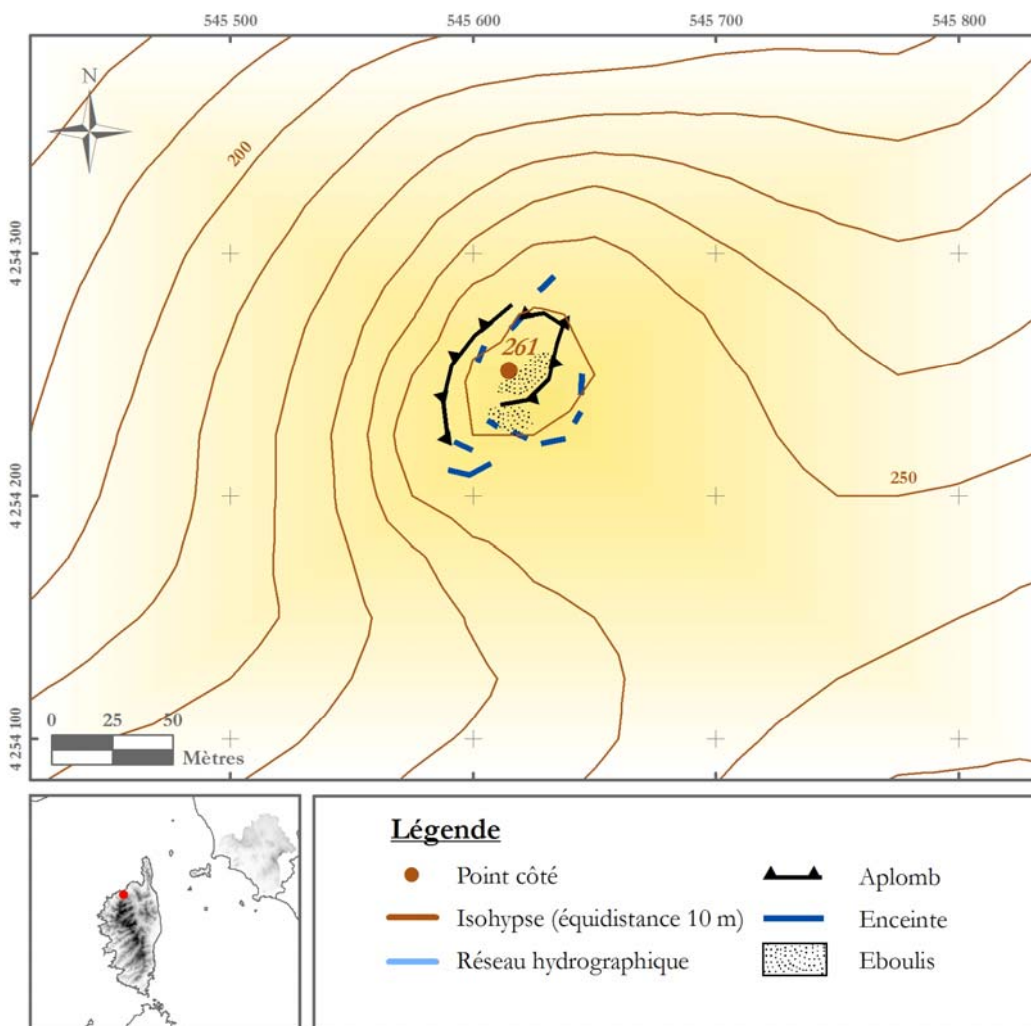 545 500 545 600 545 700 545 800
N
200
4 254 300
261
4 254 200
250
4 254 100
0 25 50
Mètres
Légende
Point côté
Aplomb
Isohypse (équidistance 10 m)
Enceinte
Réseau hydrographique
Eboulis